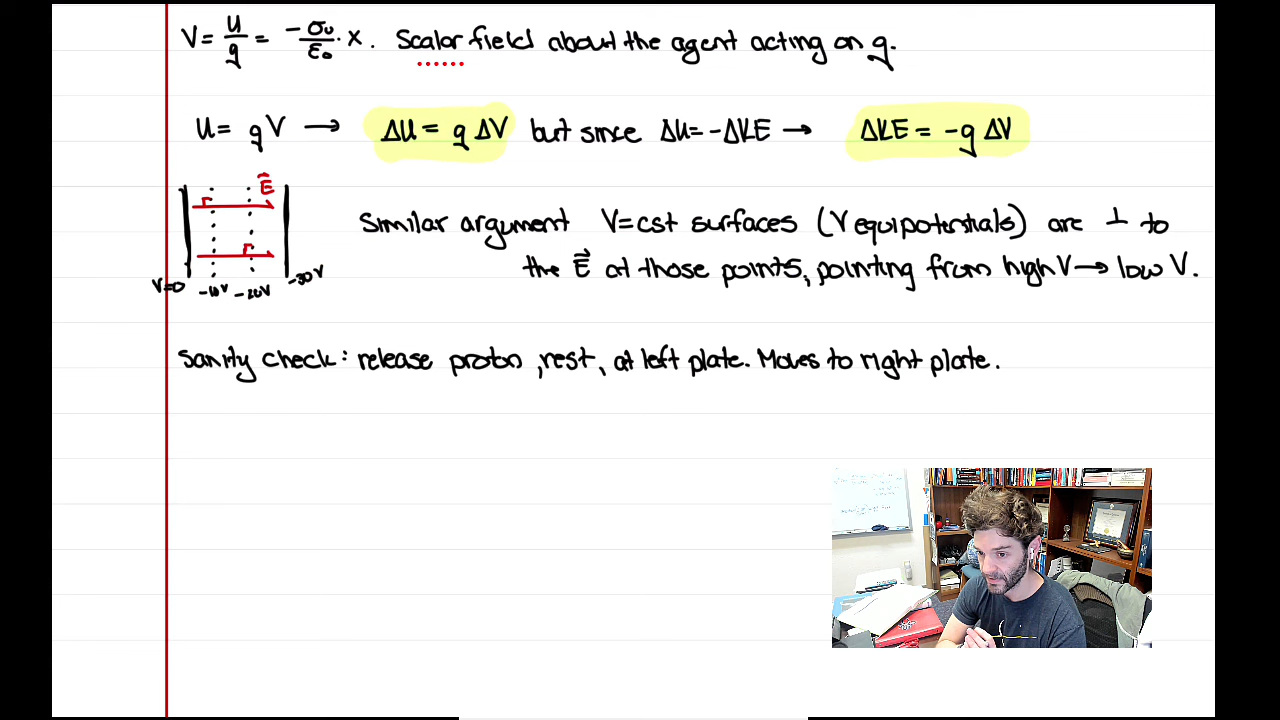 V = U/q = -σ₀/ε₀ · x. Scalar field about the agent acting on q.
U = qV → ΔU = q ΔV but since ΔU = -ΔKE → ΔKE = -q ΔV
E⃗
Similar argument V=cst surfaces (V equipotentials) are ⊥ to
the E⃗ at those points, pointing from high V → low V.
V=0 -10V -20V -30V
Sanity check: release proton, rest, at left plate. Moves to right plate.